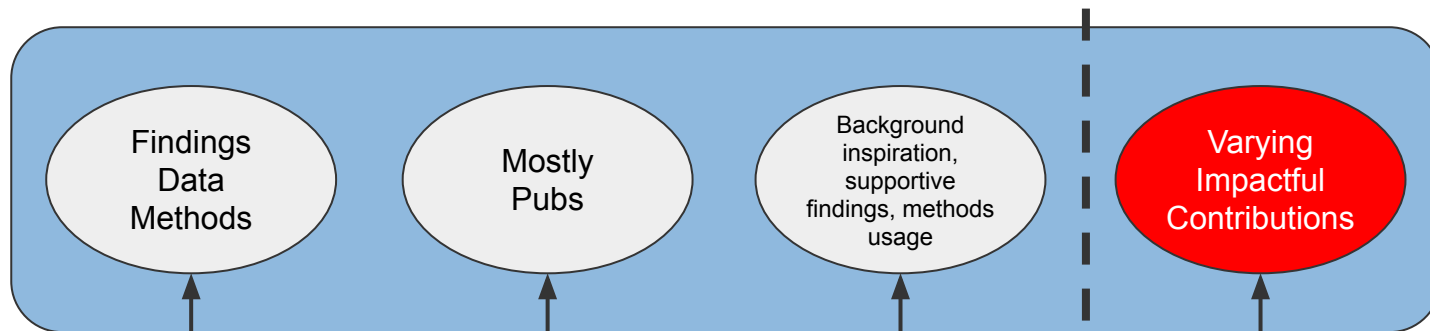 Findings
Data
Methods
Mostly
Pubs
Background
inspiration,
supportive
findings, methods
usage
Varying
Impactful
Contributions